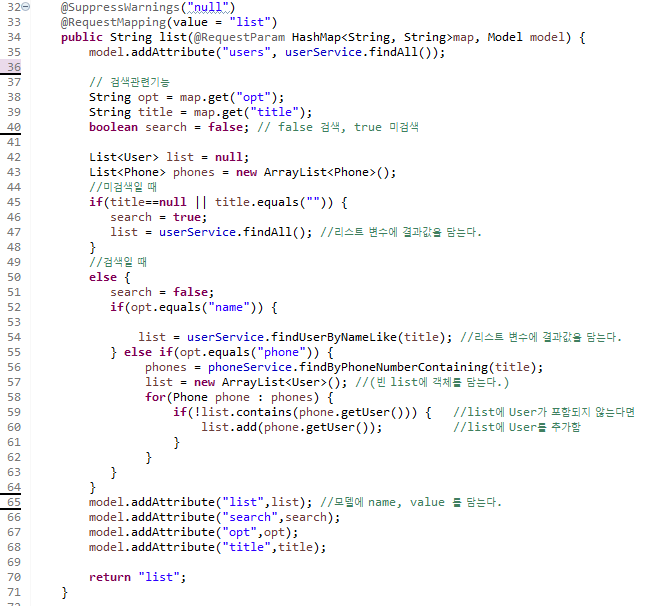 32 @SuppressWarnings("null")
33 @RequestMapping(value = "list")
34 public String list(@RequestParam HashMap<String, String>map, Model model) {
35 model.addAttribute("users", userService.findAll());
36
37 // 검색관련기능
38 String opt = map.get("opt");
39 String title = map.get("title");
40 boolean search = false; // false 검색, true 미검색
41
42 List<User> list = null;
43 List<Phone> phones = new ArrayList<Phone>();
44 //미검색일 때
45 if(title==null || title.equals("")) {
46 search = true;
47 list = userService.findAll(); //리스트 변수에 결과값을 담는다.
48 }
49 //검색일 때
50 else {
51 search = false;
52 if(opt.equals("name")) {
53
54 list = userService.findUserByNameLike(title); //리스트 변수에 결과값을 담는다.
55 } else if(opt.equals("phone")) {
56 phones = phoneService.findByPhoneNumberContaining(title);
57 list = new ArrayList<User>(); //(빈 list에 객체를 담는다.)
58 for(Phone phone : phones) {
59 if(!list.contains(phone.getUser())) { //list에 User가 포함되지 않는다면
60 list.add(phone.getUser()); //list에 User를 추가함
61 }
62 }
63 }
64 }
65 model.addAttribute("list",list); //모델에 name, value 를 담는다.
66 model.addAttribute("search",search);
67 model.addAttribute("opt",opt);
68 model.addAttribute("title",title);
69
70 return "list";
71 }